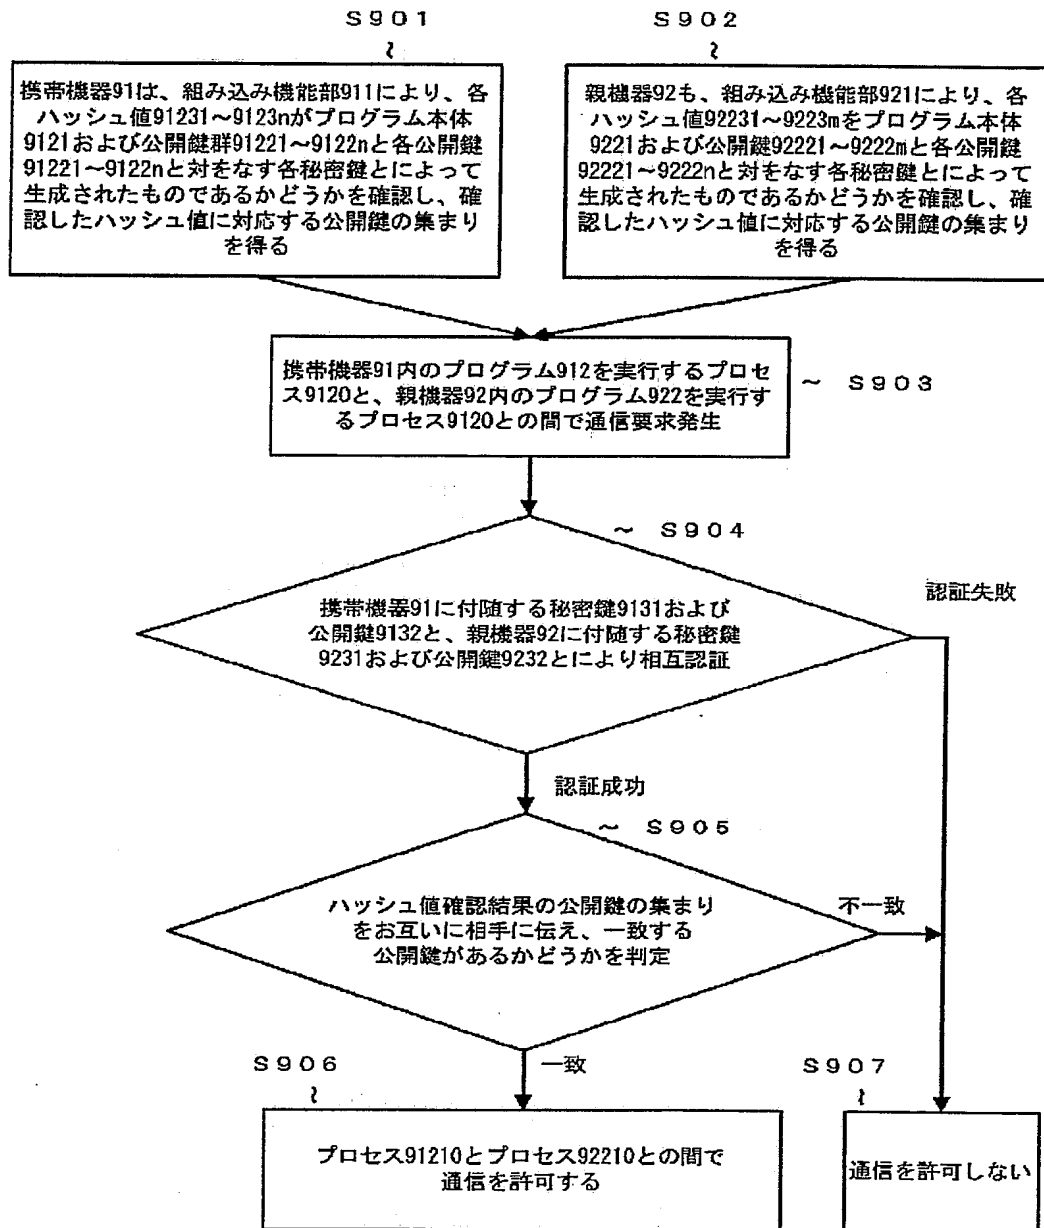 S901
携帯機器91は、組み込み機能部911により、各
ハッシュ値91231~9123nがプログラム本体
9121および公開鍵群91221~9122nと各公開鍵
91221~9122nと対をなす各秘密鍵とによって
生成されたものであるかどうかを確認し、確
認したハッシュ値に対応する公開鍵の集まり
を得る
S902
親機器92も、組み込み機能部921により、各
ハッシュ値92231~9223mをプログラム本体
9221および公開鍵92221~9222mと各公開鍵
92221~9222nと対をなす各秘密鍵とによって
生成されたものであるかどうかを確認し、確
認したハッシュ値に対応する公開鍵の集まり
を得る
携帯機器91内のプログラム912を実行するプロセ
ス9120と、親機器92内のプログラム922を実行す
るプロセス9120との間で通信要求発生
~ S903
~ S904
携帯機器91に付随する秘密鍵9131および
公開鍵9132と、親機器92に付随する秘密鍵
9231および公開鍵9232とにより相互認証
認証失敗
認証成功
~ S905
ハッシュ値確認結果の公開鍵の集まり
をお互いに相手に伝え、一致する
公開鍵があるかどうかを判定
不一致
一致
S906
プロセス91210とプロセス92210との間で
通信を許可する
S907
通信を許可しない